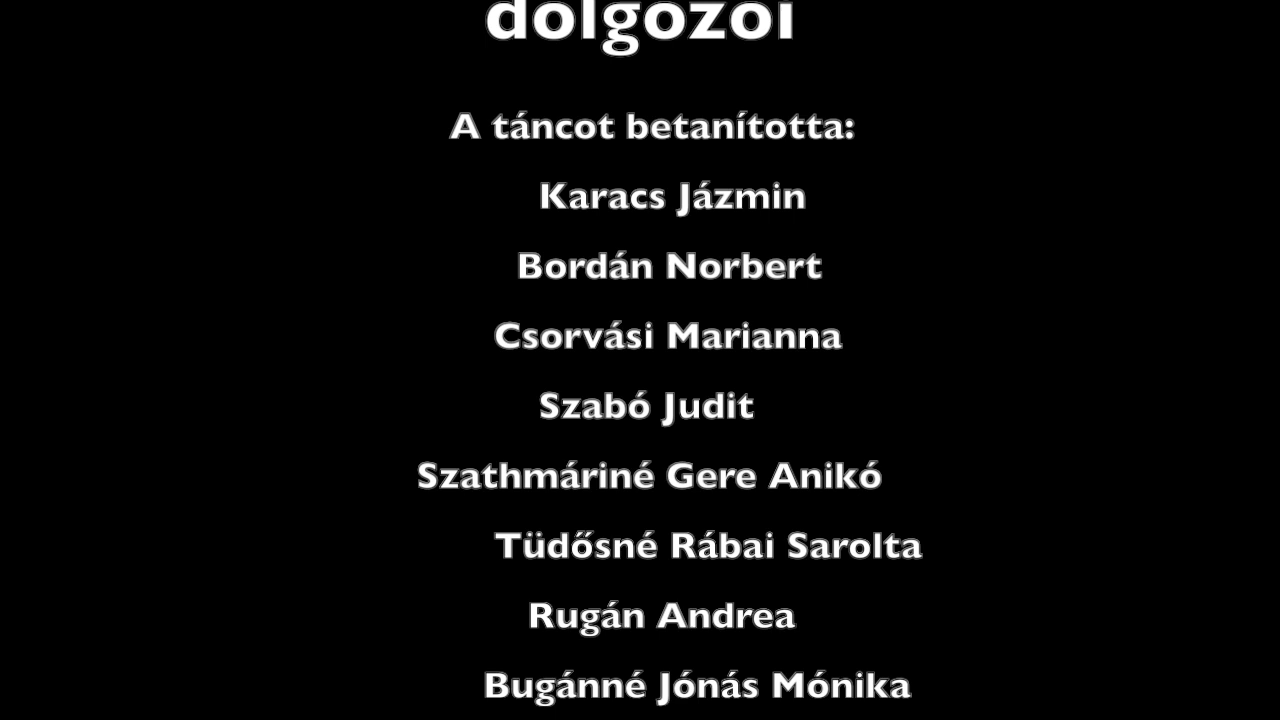 dolgozói
A táncot betanította:
Karacs Jázmin
Bordán Norbert
Csorvási Marianna
Szabó Judit
Szathmáriné Gere Anikó
Tüdősné Rábai Sarolta
Rugán Andrea
Bugánné Jónás Mónika